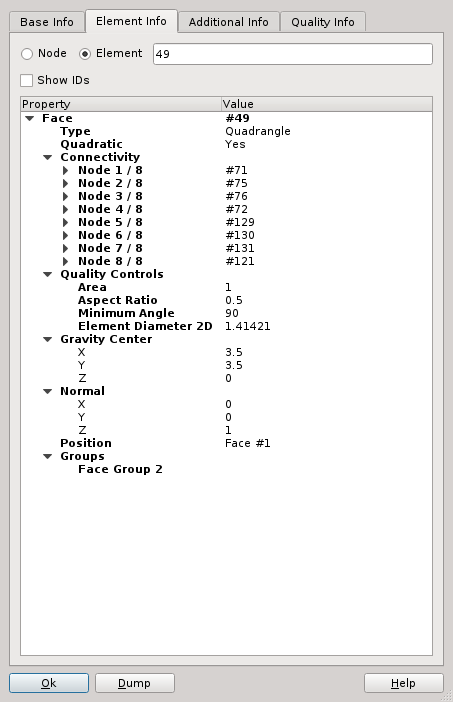 Base Info Element Info Additional Info Quality Info
Node Element 49
Show IDs
Property Value
Face #49
Type Quadrangle
Quadratic Yes
Connectivity
Node 1 / 8 #71
Node 2 / 8 #75
Node 3 / 8 #76
Node 4 / 8 #72
Node 5 / 8 #129
Node 6 / 8 #130
Node 7 / 8 #131
Node 8 / 8 #121
Quality Controls
Area 1
Aspect Ratio 0.5
Minimum Angle 90
Element Diameter 2D 1.41421
Gravity Center
X 3.5
Y 3.5
Z 0
Normal
X 0
Y 0
Z 1
Position Face #1
Groups
Face Group 2
Ok Dump Help